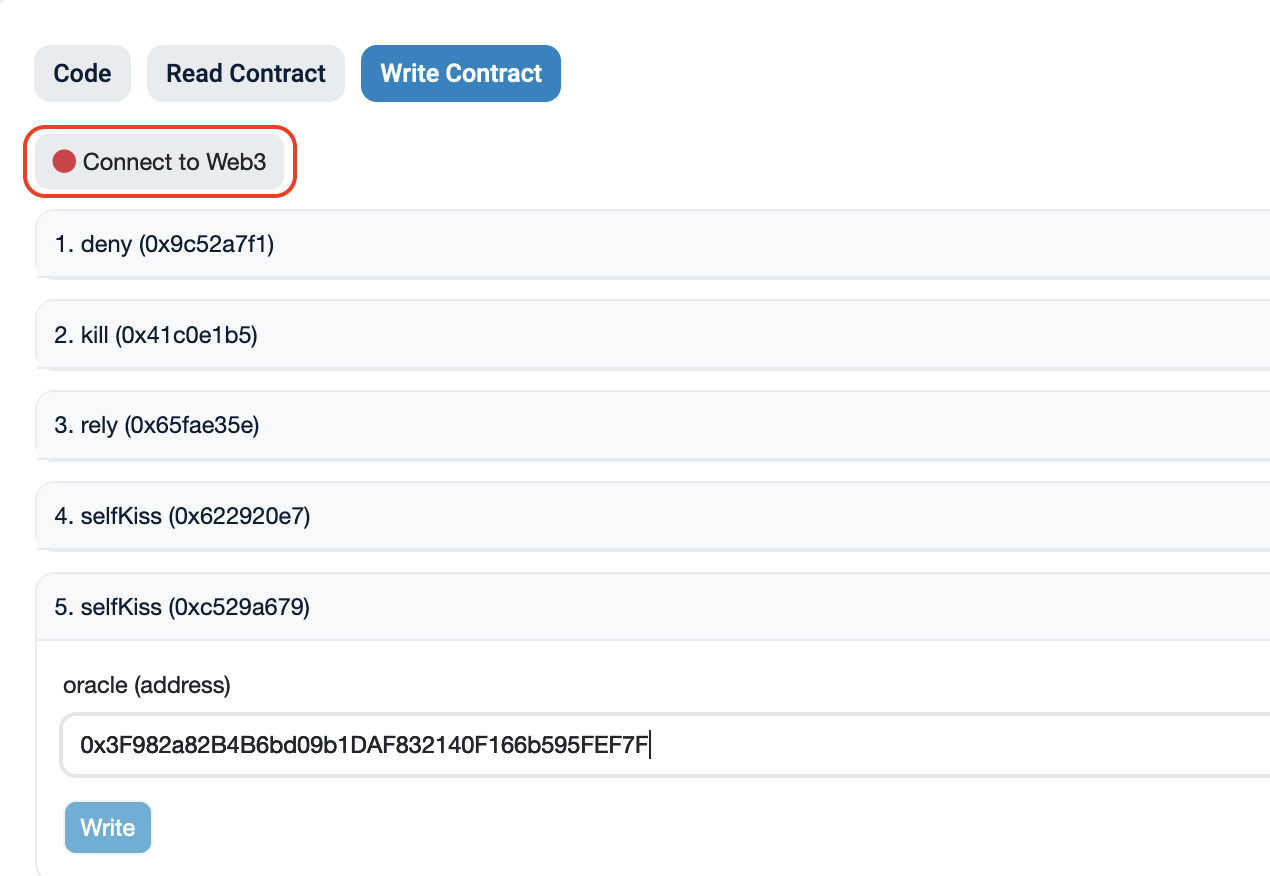 Code Read Contract Write Contract
Connect to Web3
1. deny (0x9c52a7f1)
2. kill (0x41c0e1b5)
3. rely (0x65fae35e)
4. selfKiss (0x622920e7)
5. selfKiss (0xc529a679)
oracle (address)
0x3F982a82B4B6bd09b1DAF832140F166b595FEF7F
Write